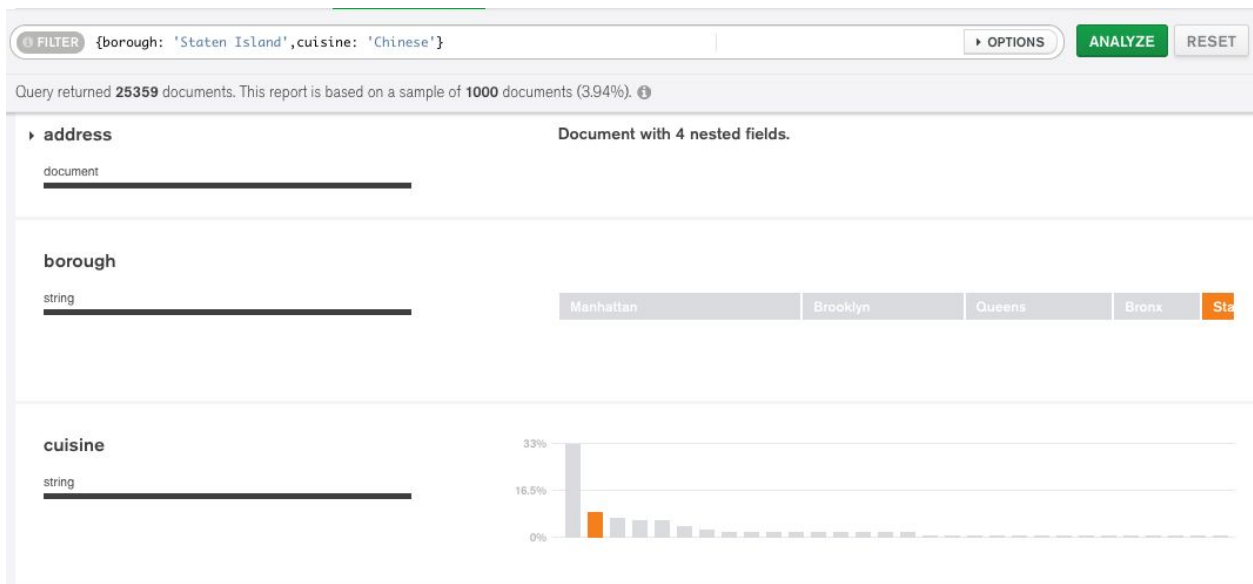 FILTER {borough: 'Staten Island',cuisine: 'Chinese'} OPTIONS ANALYZE RESET
Query returned 25359 documents. This report is based on a sample of 1000 documents (3.94%).
address Document with 4 nested fields.
document
borough
string
Manhattan Brooklyn Queens Bronx Sta
cuisine
33%
string
16.5%
0%